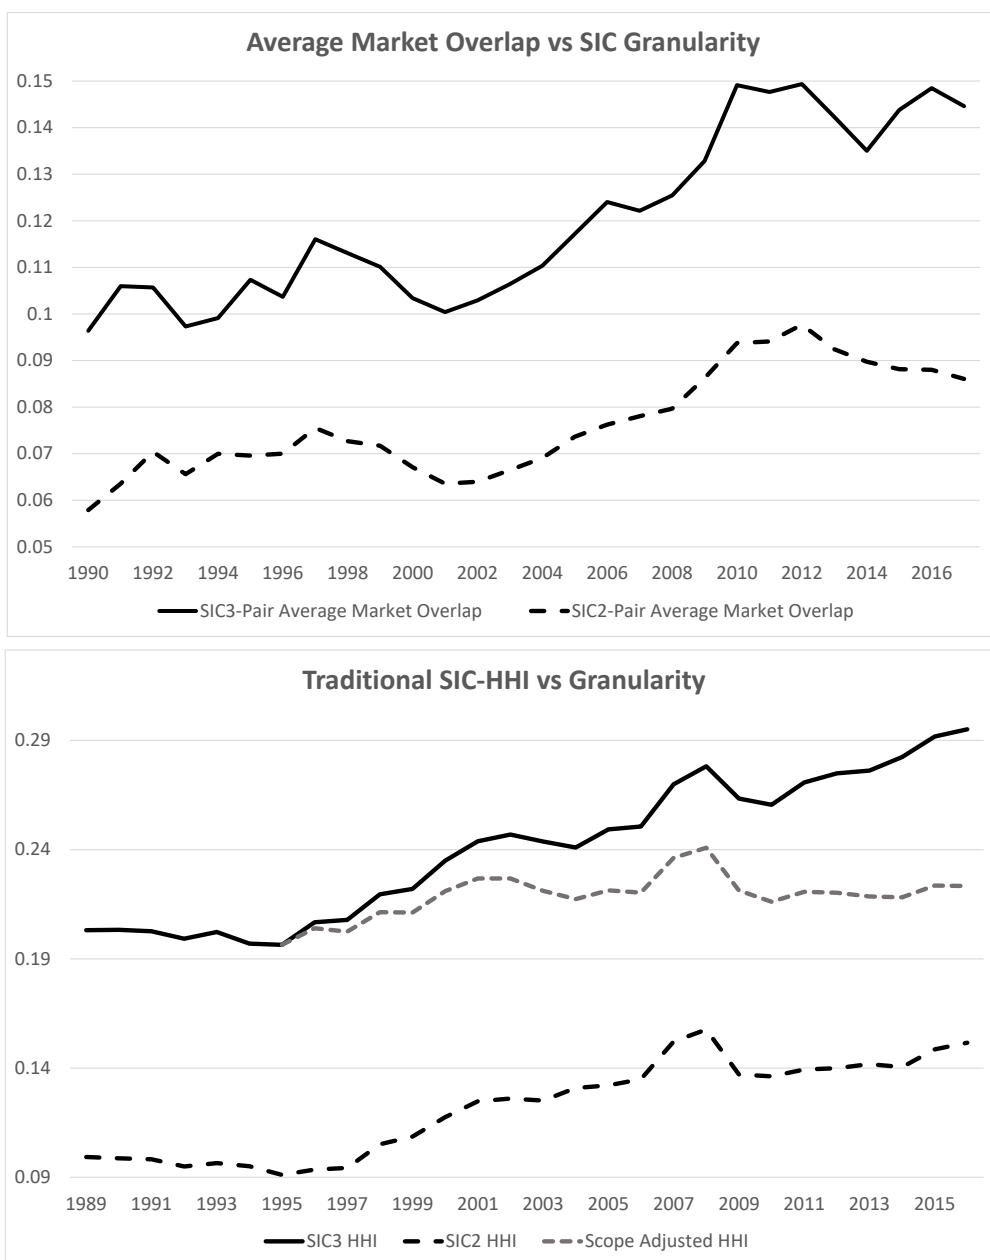 Average Market Overlap vs SIC Granularity
0.15
0.14
0.13
0.12
0.11
0.1
0.09
0.08
0.07
0.06
0.05
1990 1992 1994 1996 1998 2000 2002 2004 2006 2008 2010 2012 2014 2016
SIC3-Pair Average Market Overlap SIC2-Pair Average Market Overlap
Traditional SIC-HHI vs Granularity
0.29
0.24
0.19
0.14
0.09
1989 1991 1993 1995 1997 1999 2001 2003 2005 2007 2009 2011 2013 2015
SIC3 HHI SIC2 HHI Scope Adjusted HHI